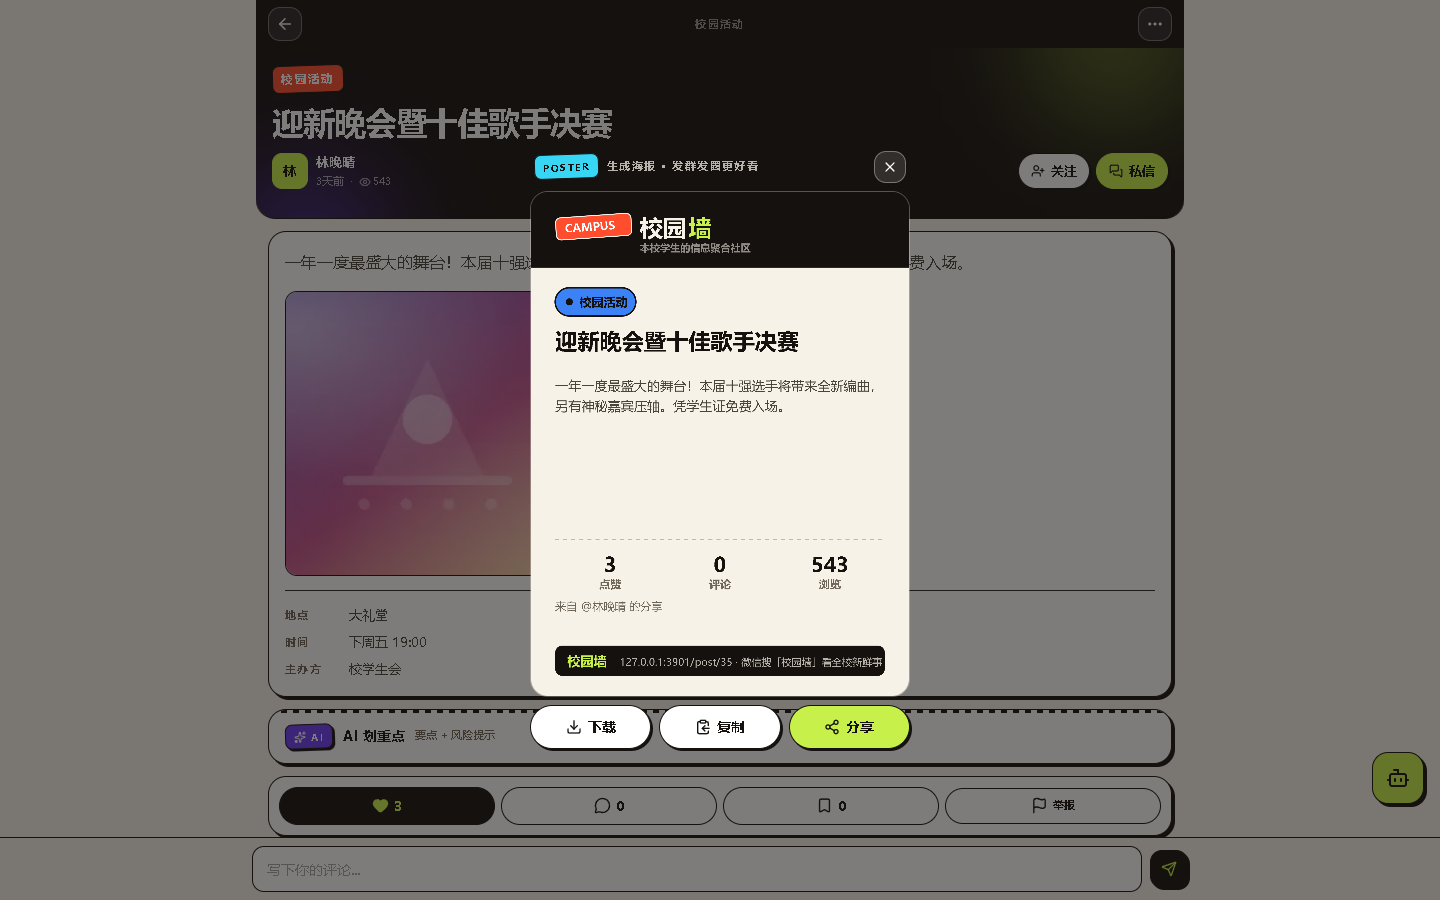 校园活动
校园活动
迎新晚会暨十佳歌手决赛
林
林晚晴
3天前 · 543
关注
私信
POSTER
生成海报 • 发群发圈更好看
一年一度最盛大的舞台！本届十强选
费入场。
CAMPUS
校园墙
本校学生的信息聚合社区
校园活动
迎新晚会暨十佳歌手决赛
一年一度最盛大的舞台！本届十强选手将带来全新编曲，
另有神秘嘉宾压轴。凭学生证免费入场。
3
0
543
点赞
评论
浏览
来自 @林晚晴 的分享
校园墙
127.0.0.1:3901/post/35 · 微信搜「校园墙」看全校新鲜事
地点
大礼堂
时间
下周五 19:00
主办方
校学生会
下载
复制
分享
AI
AI 划重点
要点 + 风险提示
3
0
0
举报
写下你的评论...